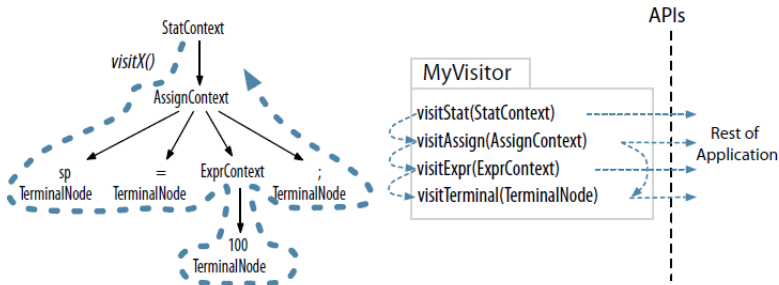 StatContext
visitX()
AssignContext
sp
TerminalNode
=
TerminalNode
ExprContext
;
TerminalNode
100
TerminalNode
APIs
MyVisitor
visitStat(StatContext)
visitAssign(AssignContext)
visitExpr(ExprContext)
visitTerminal(TerminalNode)
Rest of
Application